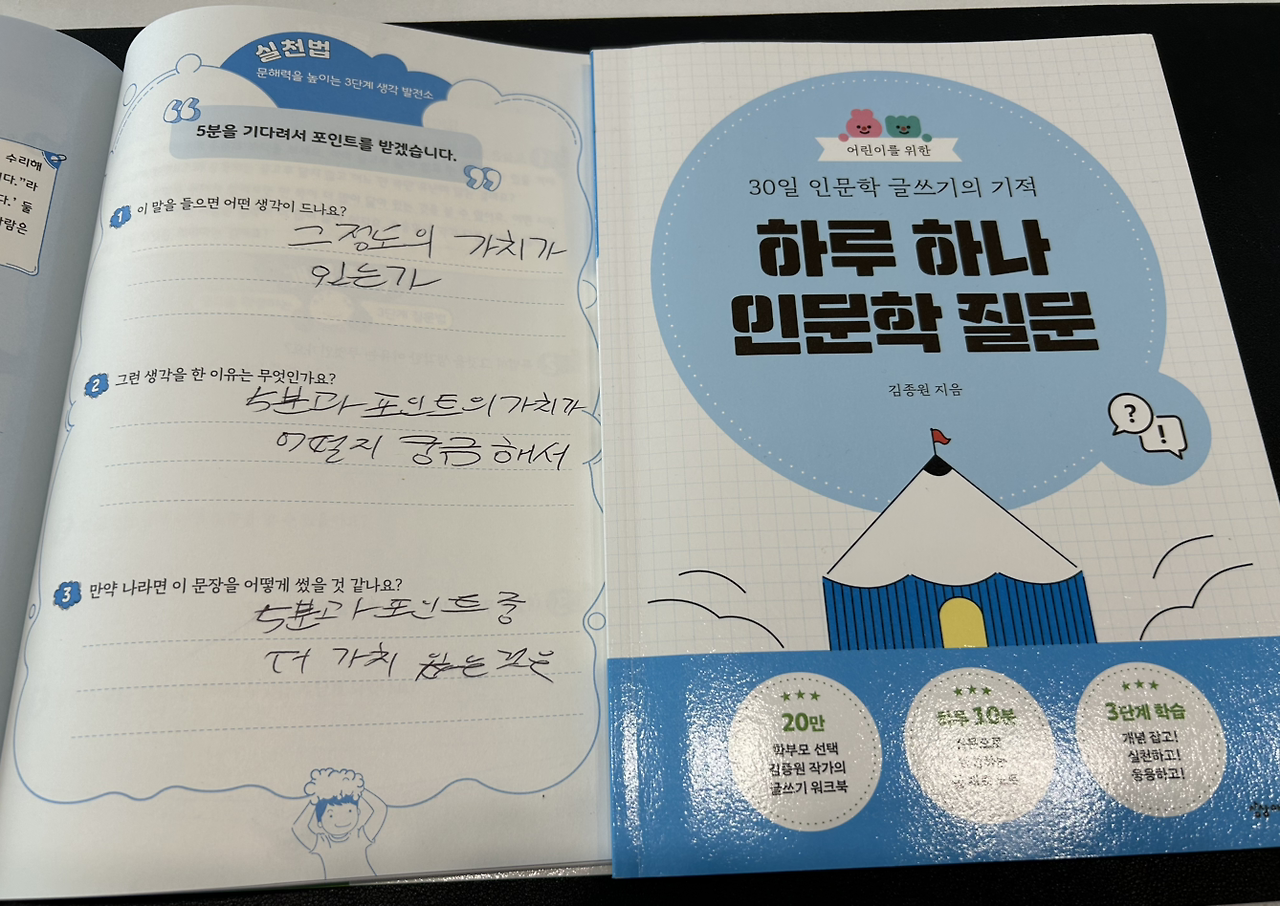 수리해
다."라
다.' 둘
사람은
실천법
문해력을 높이는 3단계 생각 발전소
5분을 기다려서 포인트를 받겠습니다.
1 이 말을 들으면 어떤 생각이 드나요?
그 정도의 가치가
있는가
2 그런 생각을 한 이유는 무엇인가요?
5분과 포인트의 가치가
어떨지 궁금해서
3 만약 나라면 이 문장을 어떻게 썼을 것 같나요?
5분과 포인트 중
더 가치 있는 것은
어린이를 위한
30일 인문학 글쓰기의 기적
하루 하나
인문학 질문
김종원 지음
? !
20만
학부모 선택
김종원 작가의
글쓰기 워크북
하루 10분
3단계 학습
개념 잡고!
실천하고!
응용하고!